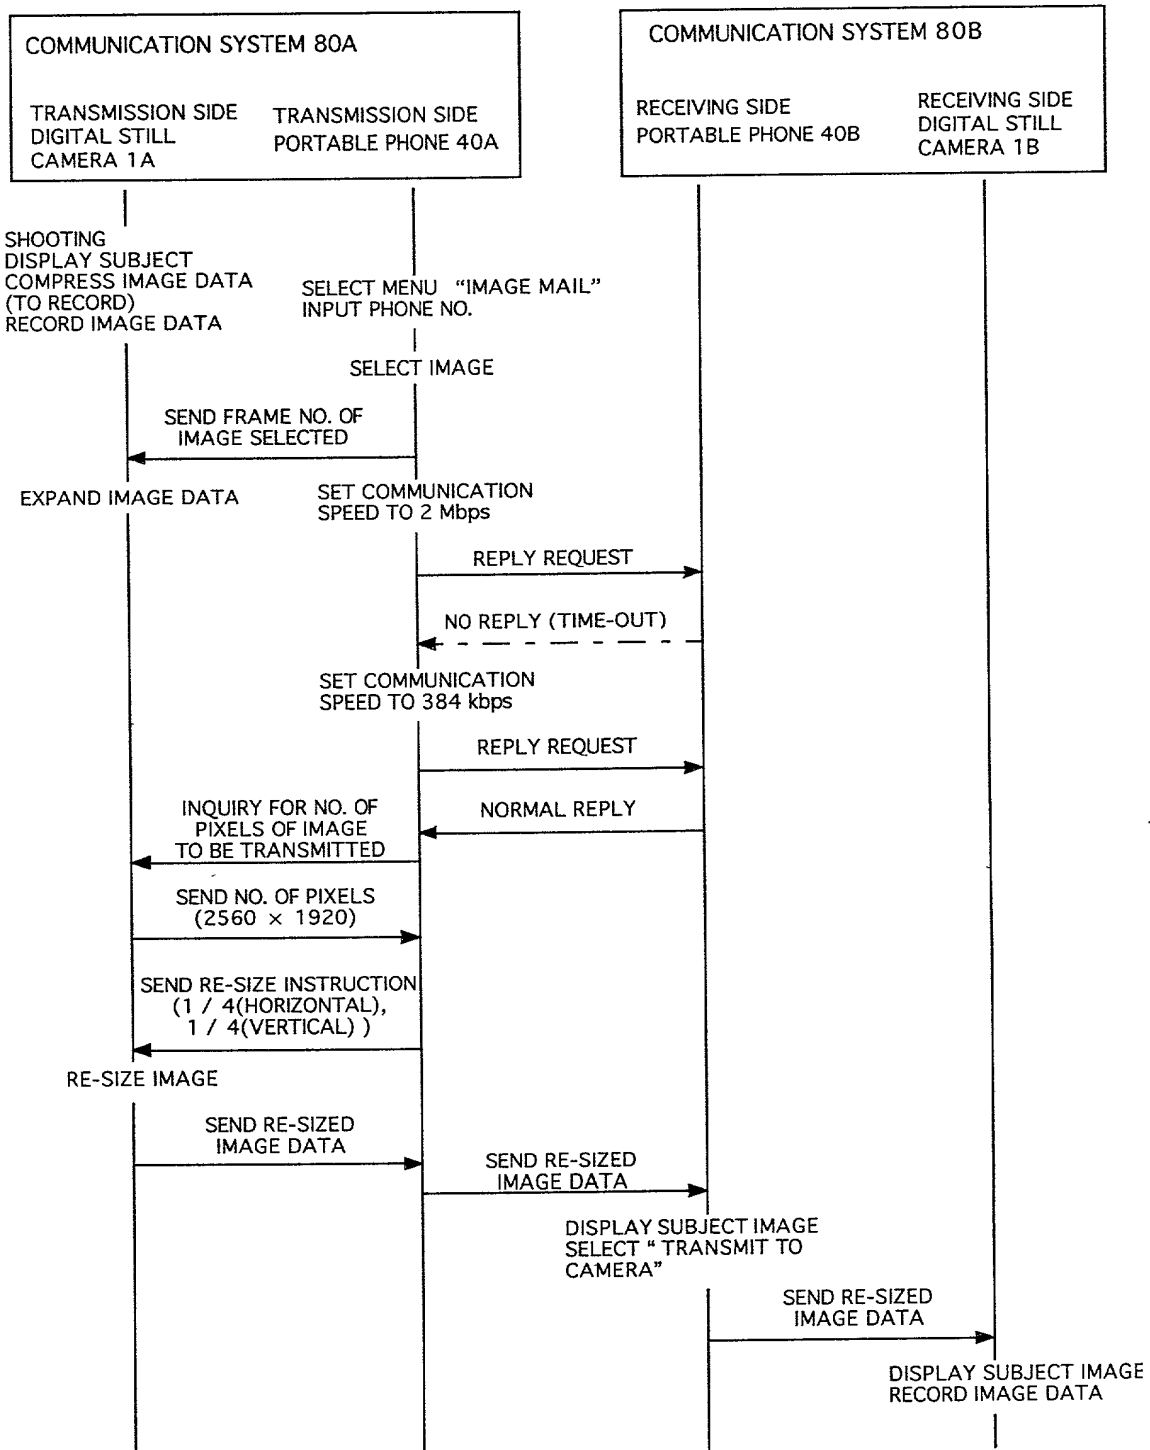 COMMUNICATION SYSTEM 80A
TRANSMISSION SIDE
DIGITAL STILL
CAMERA 1A
TRANSMISSION SIDE
PORTABLE PHONE 40A
COMMUNICATION SYSTEM 80B
RECEIVING SIDE
PORTABLE PHONE 40B
RECEIVING SIDE
DIGITAL STILL
CAMERA 1B
SHOOTING
DISPLAY SUBJECT
COMPRESS IMAGE DATA
(TO RECORD)
RECORD IMAGE DATA
SELECT MENU “IMAGE MAIL”
INPUT PHONE NO.
SELECT IMAGE
SEND FRAME NO. OF
IMAGE SELECTED
EXPAND IMAGE DATA
SET COMMUNICATION
SPEED TO 2 Mbps
REPLY REQUEST
NO REPLY (TIME-OUT)
SET COMMUNICATION
SPEED TO 384 kbps
REPLY REQUEST
NORMAL REPLY
INQUIRY FOR NO. OF
PIXELS OF IMAGE
TO BE TRANSMITTED
SEND NO. OF PIXELS
(2560 × 1920)
SEND RE-SIZE INSTRUCTION
(1 / 4(HORIZONTAL),
1 / 4(VERTICAL) )
RE-SIZE IMAGE
SEND RE-SIZED
IMAGE DATA
SEND RE-SIZED
IMAGE DATA
DISPLAY SUBJECT IMAGE
SELECT “ TRANSMIT TO
CAMERA”
SEND RE-SIZED
IMAGE DATA
DISPLAY SUBJECT IMAGE
RECORD IMAGE DATA